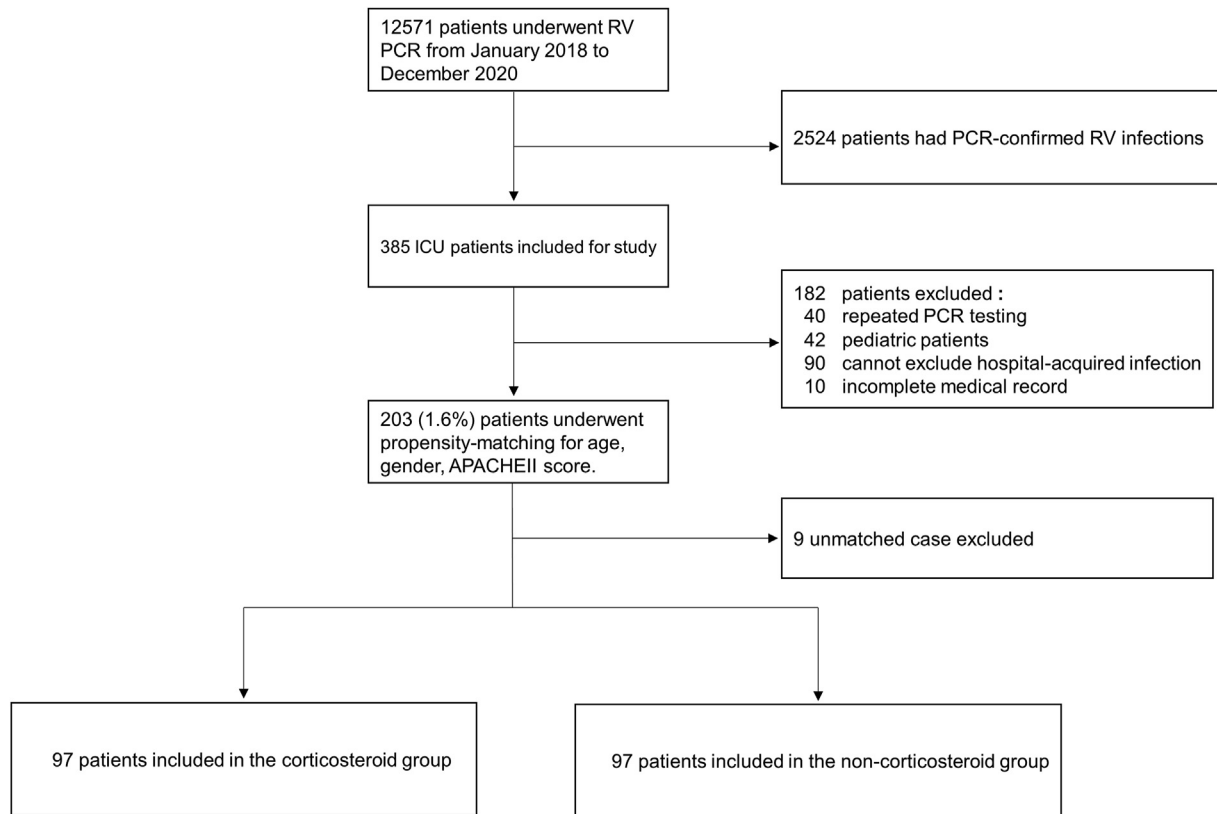 12571 patients underwent RV
PCR from January 2018 to
December 2020
2524 patients had PCR-confirmed RV infections
385 ICU patients included for study
182 patients excluded :
40 repeated PCR testing
42 pediatric patients
90 cannot exclude hospital-acquired infection
10 incomplete medical record
203 (1.6%) patients underwent
propensity-matching for age,
gender, APACHEII score.
9 unmatched case excluded
97 patients included in the corticosteroid group
97 patients included in the non-corticosteroid group